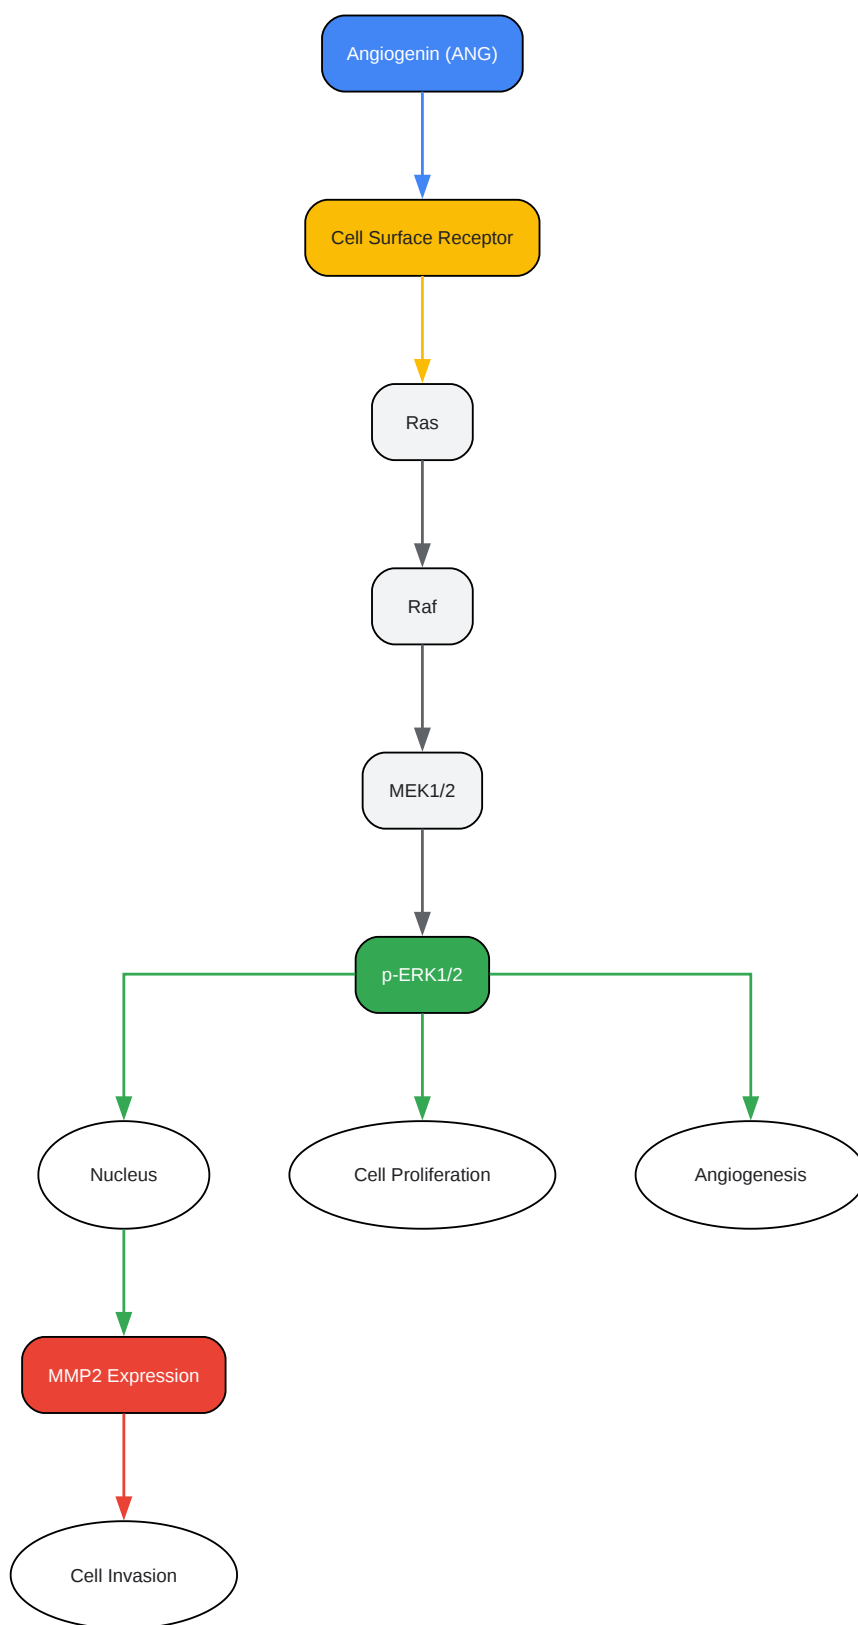 Angiogenin (ANG)
Cell Surface Receptor
Ras
Raf
MEK1/2
p-ERK1/2
Nucleus
Cell Proliferation
Angiogenesis
MMP2 Expression
Cell Invasion